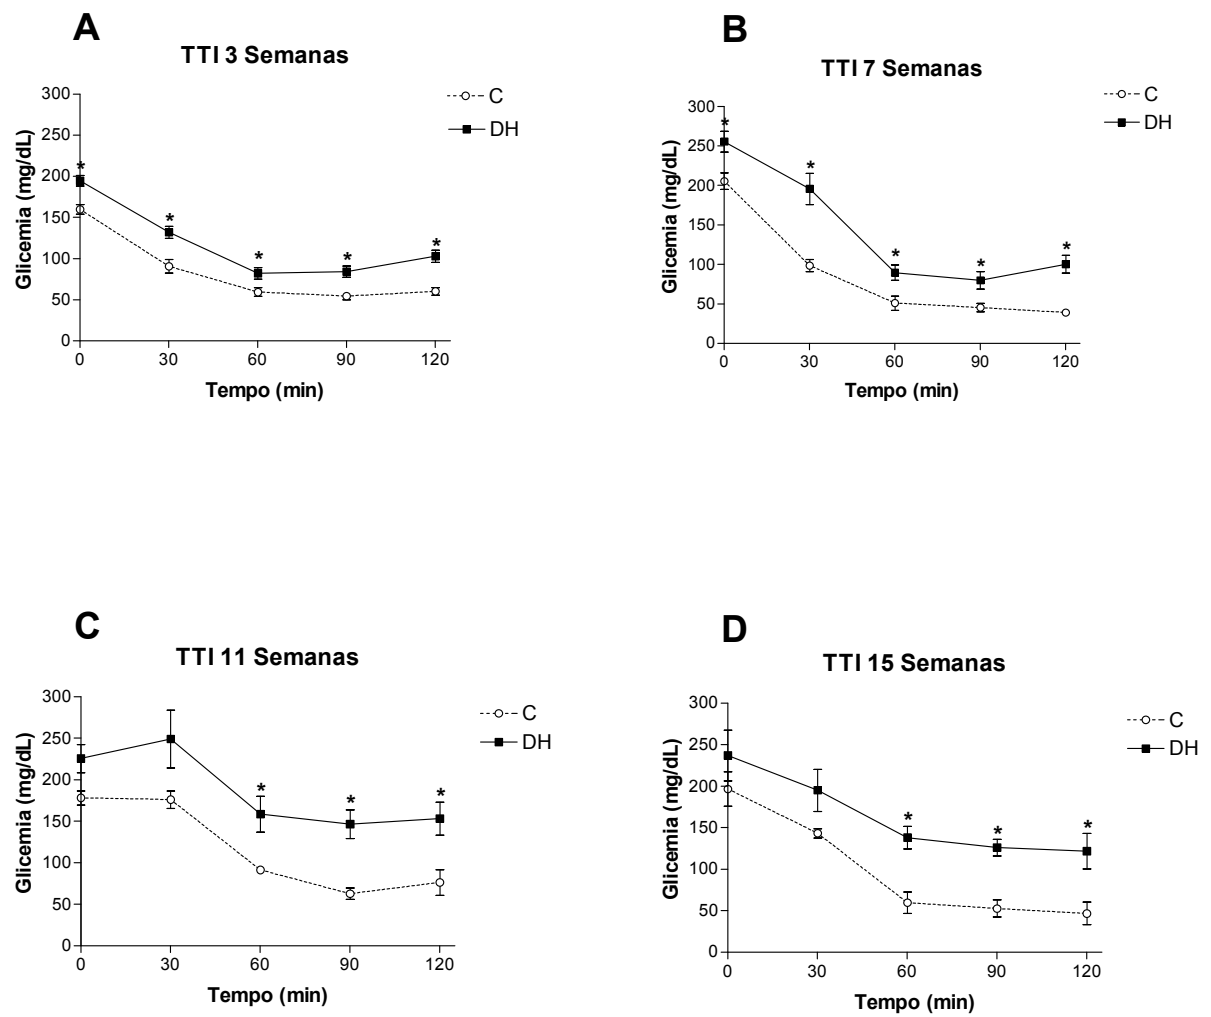 A
TTI 3 Semanas
C
DH
300
250
200
150
100
50
0
Glicemia (mg/dL)
* * * * *
0 30 60 90 120
Tempo (min)
B
TTI 7 Semanas
C
DH
300
250
200
150
100
50
0
Glicemia (mg/dL)
* * * * *
0 30 60 90 120
Tempo (min)
C
TTI 11 Semanas
C
DH
300
250
200
150
100
50
0
Glicemia (mg/dL)
* * *
0 30 60 90 120
Tempo (min)
D
TTI 15 Semanas
C
DH
300
250
200
150
100
50
0
Glicemia (mg/dL)
* * *
0 30 60 90 120
Tempo (min)